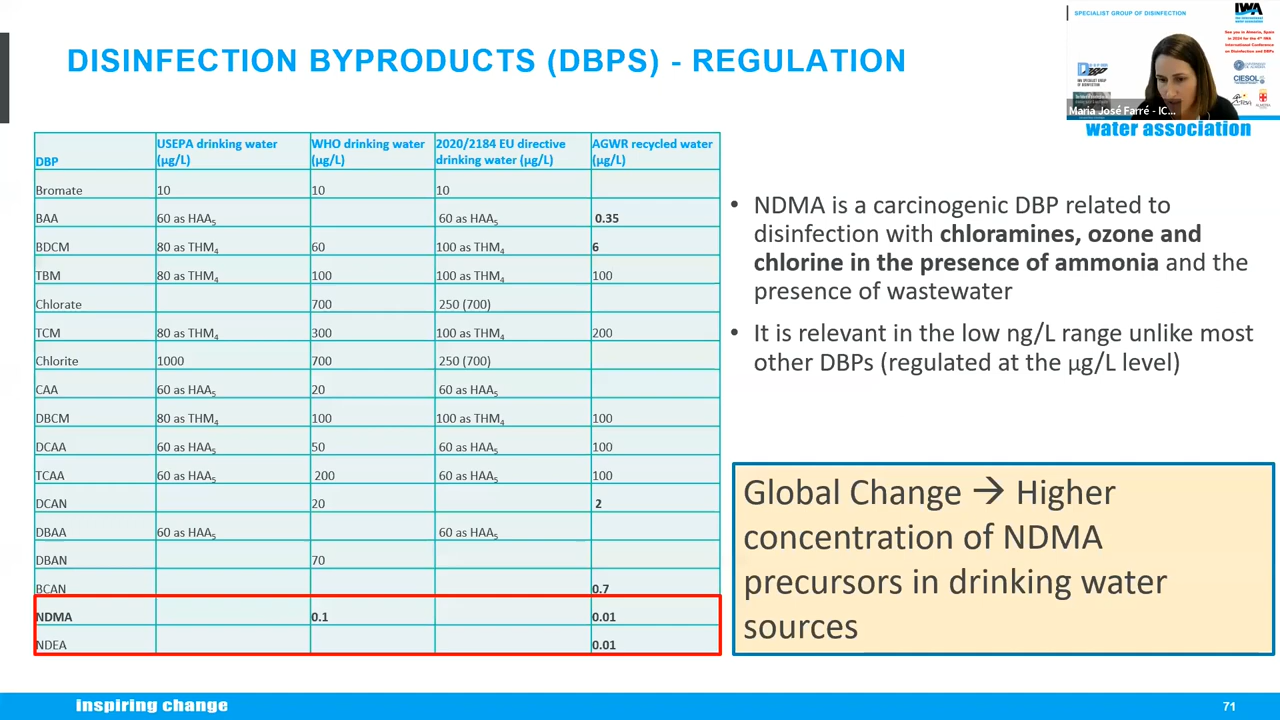 DISINFECTION BYPRODUCTS (DBPS) - REGULATION
SPECIALIST GROUP OF DISINFECTION
IWA
See you in Almeria, Spain
in 2024 for the
International Conference
on Disinfection and DBPs
CIESOL
Maria José Farré - IC...
water association
DBP USEPA drinking water (µg/L) WHO drinking water (µg/L) 2020/2184 EU directive drinking water (µg/L) AGWR recycled water (µg/L)
Bromate 10 10 10
BAA 60 as HAA5 60 as HAA5 0.35
BDCM 80 as THM4 60 100 as THM4 6
TBM 80 as THM4 100 100 as THM4 100
Chlorate 700 250 (700)
TCM 80 as THM4 300 100 as THM4 200
Chlorite 1000 700 250 (700)
CAA 60 as HAA5 20 60 as HAA5
DBCM 80 as THM4 100 100 as THM4 100
DCAA 60 as HAA5 50 60 as HAA5 100
TCAA 60 as HAA5 200 60 as HAA5 100
DCAN 20 2
DBAA 60 as HAA5 60 as HAA5
DBAN 70
BCAN 0.7
NDMA 0.1 0.01
NDEA 0.01
• NDMA is a carcinogenic DBP related to
disinfection with chloramines, ozone and
chlorine in the presence of ammonia and the
presence of wastewater
• It is relevant in the low ng/L range unlike most
other DBPs (regulated at the µg/L level)
Global Change → Higher
concentration of NDMA
precursors in drinking water
sources
inspiring change
71